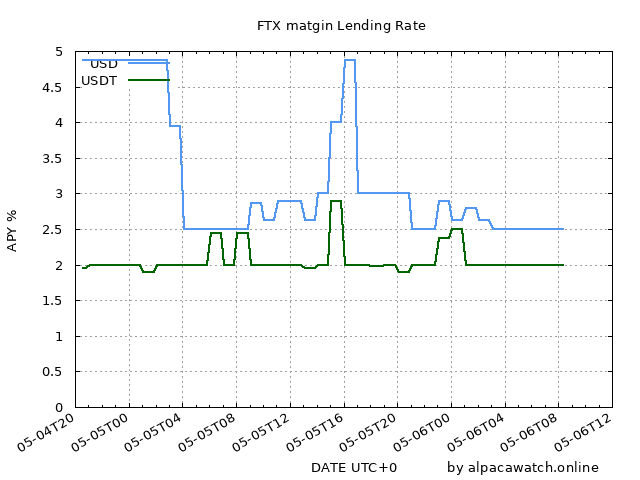 FTX matgin Lending Rate
USD
USDT
5
4.5
4
3.5
3
2.5
2
1.5
1
0.5
0
APY %
05-04T20
05-05T00
05-05T04
05-05T08
05-05T12
05-05T16
05-05T20
05-06T00
05-06T04
05-06T08
05-06T12
DATE UTC+0
by alpacawatch.online